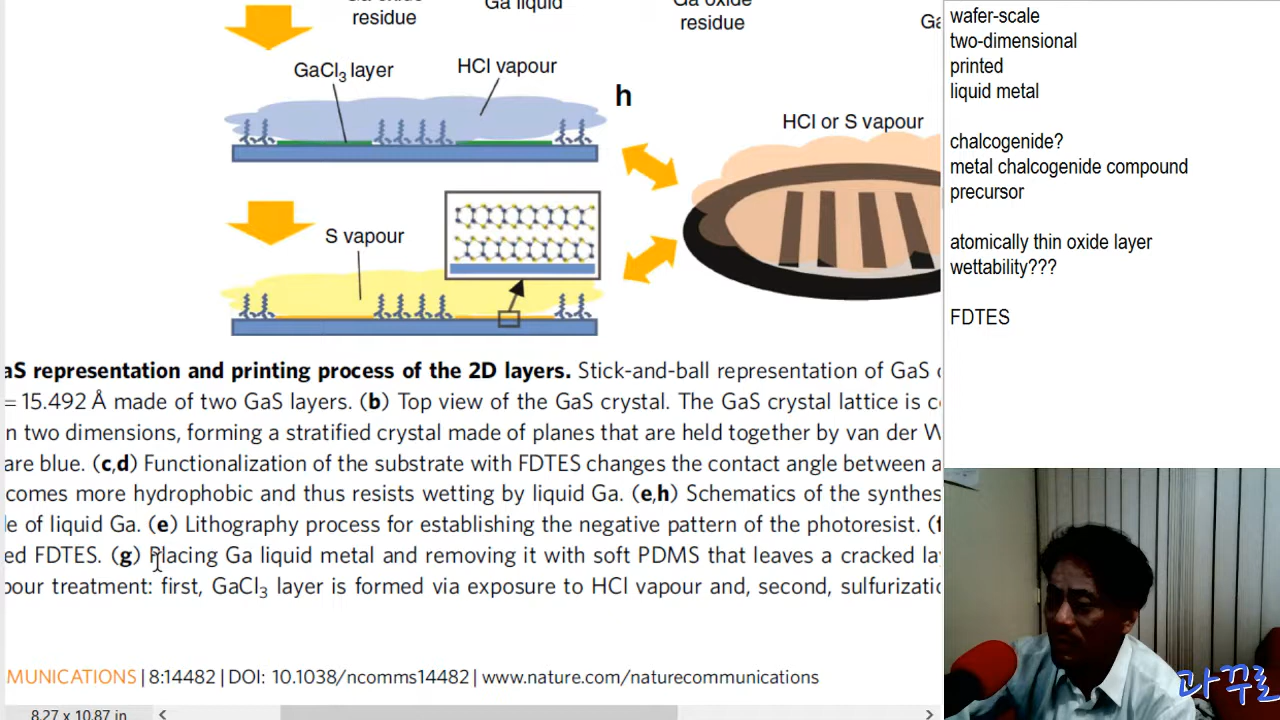 Ga oxide
residue
Ga liquid
Ga oxide
residue
Ga
GaCl3 layer
HCl vapour
h
HCl or S vapour
S vapour
aS representation and printing process of the 2D layers. Stick-and-ball representation of GaS
= 15.492 Å made of two GaS layers. (b) Top view of the GaS crystal. The GaS crystal lattice is c
n two dimensions, forming a stratified crystal made of planes that are held together by van der W
are blue. (c,d) Functionalization of the substrate with FDTES changes the contact angle between a
comes more hydrophobic and thus resists wetting by liquid Ga. (e,h) Schematics of the synthes
le of liquid Ga. (e) Lithography process for establishing the negative pattern of the photoresist. (f
ed FDTES. (g) Placing Ga liquid metal and removing it with soft PDMS that leaves a cracked la
pour treatment: first, GaCl3 layer is formed via exposure to HCl vapour and, second, sulfurizatic
MUNICATIONS | 8:14482 | DOI: 10.1038/ncomms14482 | www.nature.com/naturecommunications
8.27 x 10.87 in
wafer-scale
two-dimensional
printed
liquid metal
chalcogenide?
metal chalcogenide compound
precursor
atomically thin oxide layer
wettability???
FDTES
과꾸로